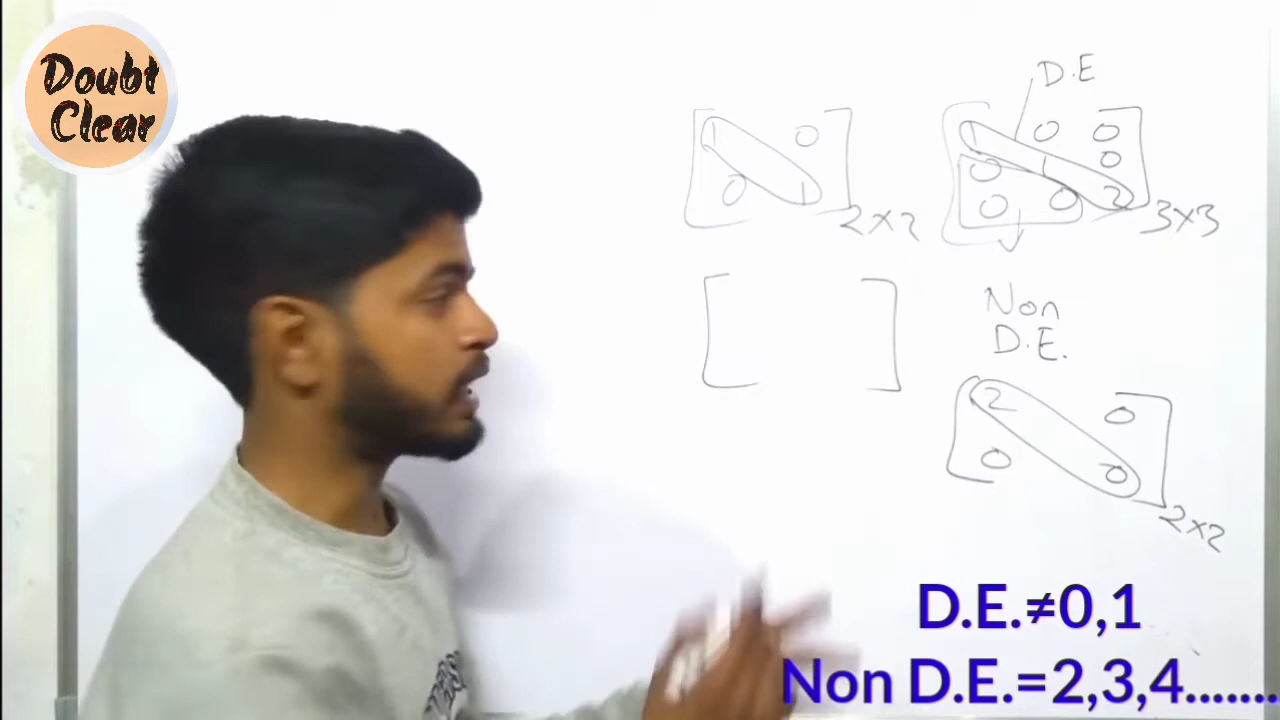 Doubt
Clear
D.E
1 0
0 1
2×2
1 0 0
0 1 0
0 0 2
3×3
Non
D.E.
2 0
0 0
2×2
D.E.≠0,1
Non D.E.=2,3,4.......